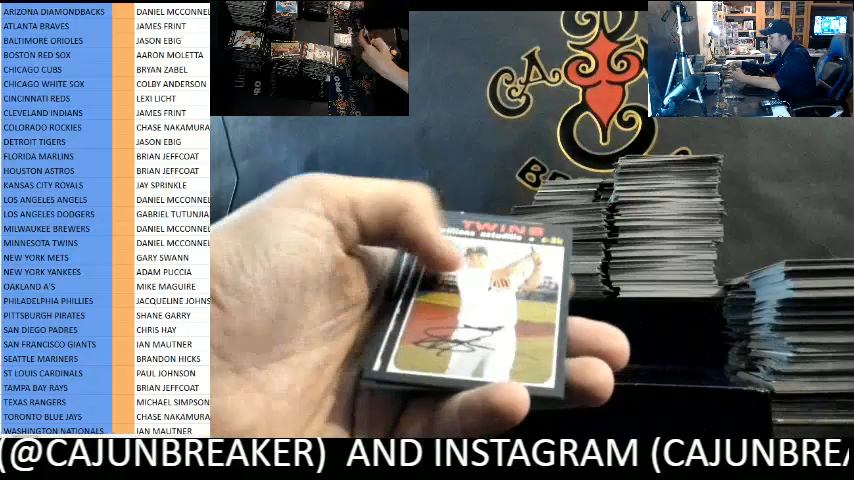 ARIZONA DIAMONDBACKS DANIEL MCCONNEL
ATLANTA BRAVES JAMES FRINT
BALTIMORE ORIOLES JASON EBIG
BOSTON RED SOX AARON MOLETTA
CHICAGO CUBS BRYAN ZABEL
CHICAGO WHITE SOX COLBY ANDERSON
CINCINNATI REDS LEXI LICHT
CLEVELAND INDIANS JAMES FRINT
COLORADO ROCKIES CHASE NAKAMURA
DETROIT TIGERS JASON EBIG
FLORIDA MARLINS BRIAN JEFFCOAT
HOUSTON ASTROS BRIAN JEFFCOAT
KANSAS CITY ROYALS JAY SPRINKLE
LOS ANGELES ANGELS DANIEL MCCONNEL
LOS ANGELES DODGERS GABRIEL TUTUNJIA
MILWAUKEE BREWERS DANIEL MCCONNEL
MINNESOTA TWINS DANIEL MCCONNEL
NEW YORK METS GARY SWANN
NEW YORK YANKEES ADAM PUCCIA
OAKLAND A'S MIKE MAGUIRE
PHILADELPHIA PHILLIES JACQUELINE JOHNS
PITTSBURGH PIRATES SHANE GARRY
SAN DIEGO PADRES CHRIS HAY
SAN FRANCISCO GIANTS IAN MAUTNER
SEATTLE MARINERS BRANDON HICKS
ST LOUIS CARDINALS PAUL JOHNSON
TAMPA BAY RAYS BRIAN JEFFCOAT
TEXAS RANGERS MICHAEL SIMPSON
TORONTO BLUE JAYS CHASE NAKAMURA
WASHINGTON NATIONALS IAN MAUTNER
TWINS
astudillo
(@CAJUNBREAKER) AND INSTAGRAM (CAJUNBREA